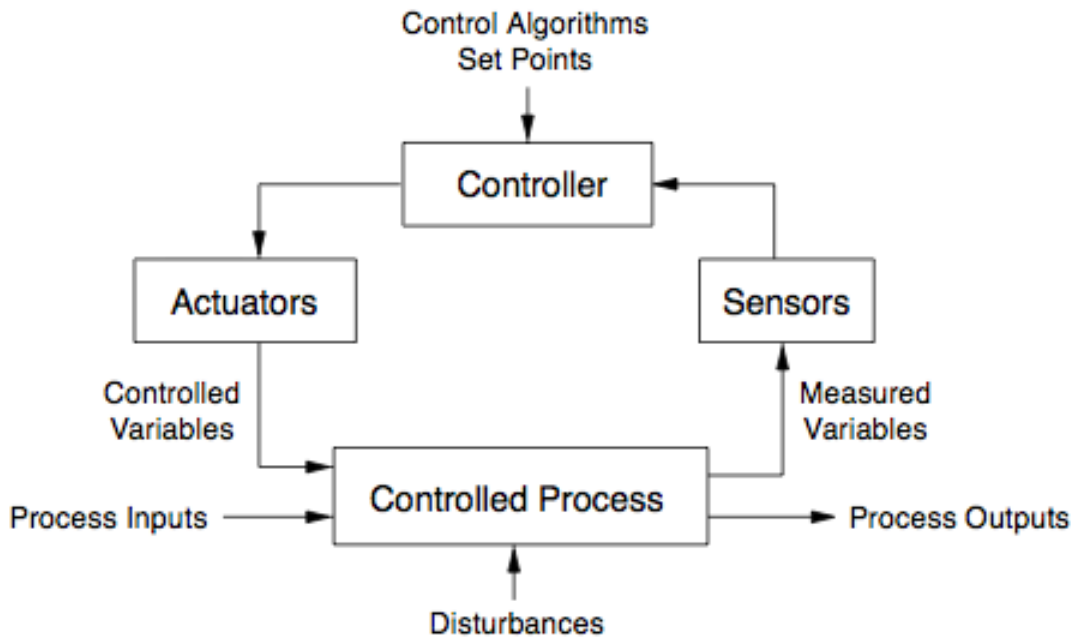 Control Algorithms
Set Points
Controller
Actuators
Sensors
Controlled
Variables
Measured
Variables
Controlled Process
Process Inputs
Process Outputs
Disturbances